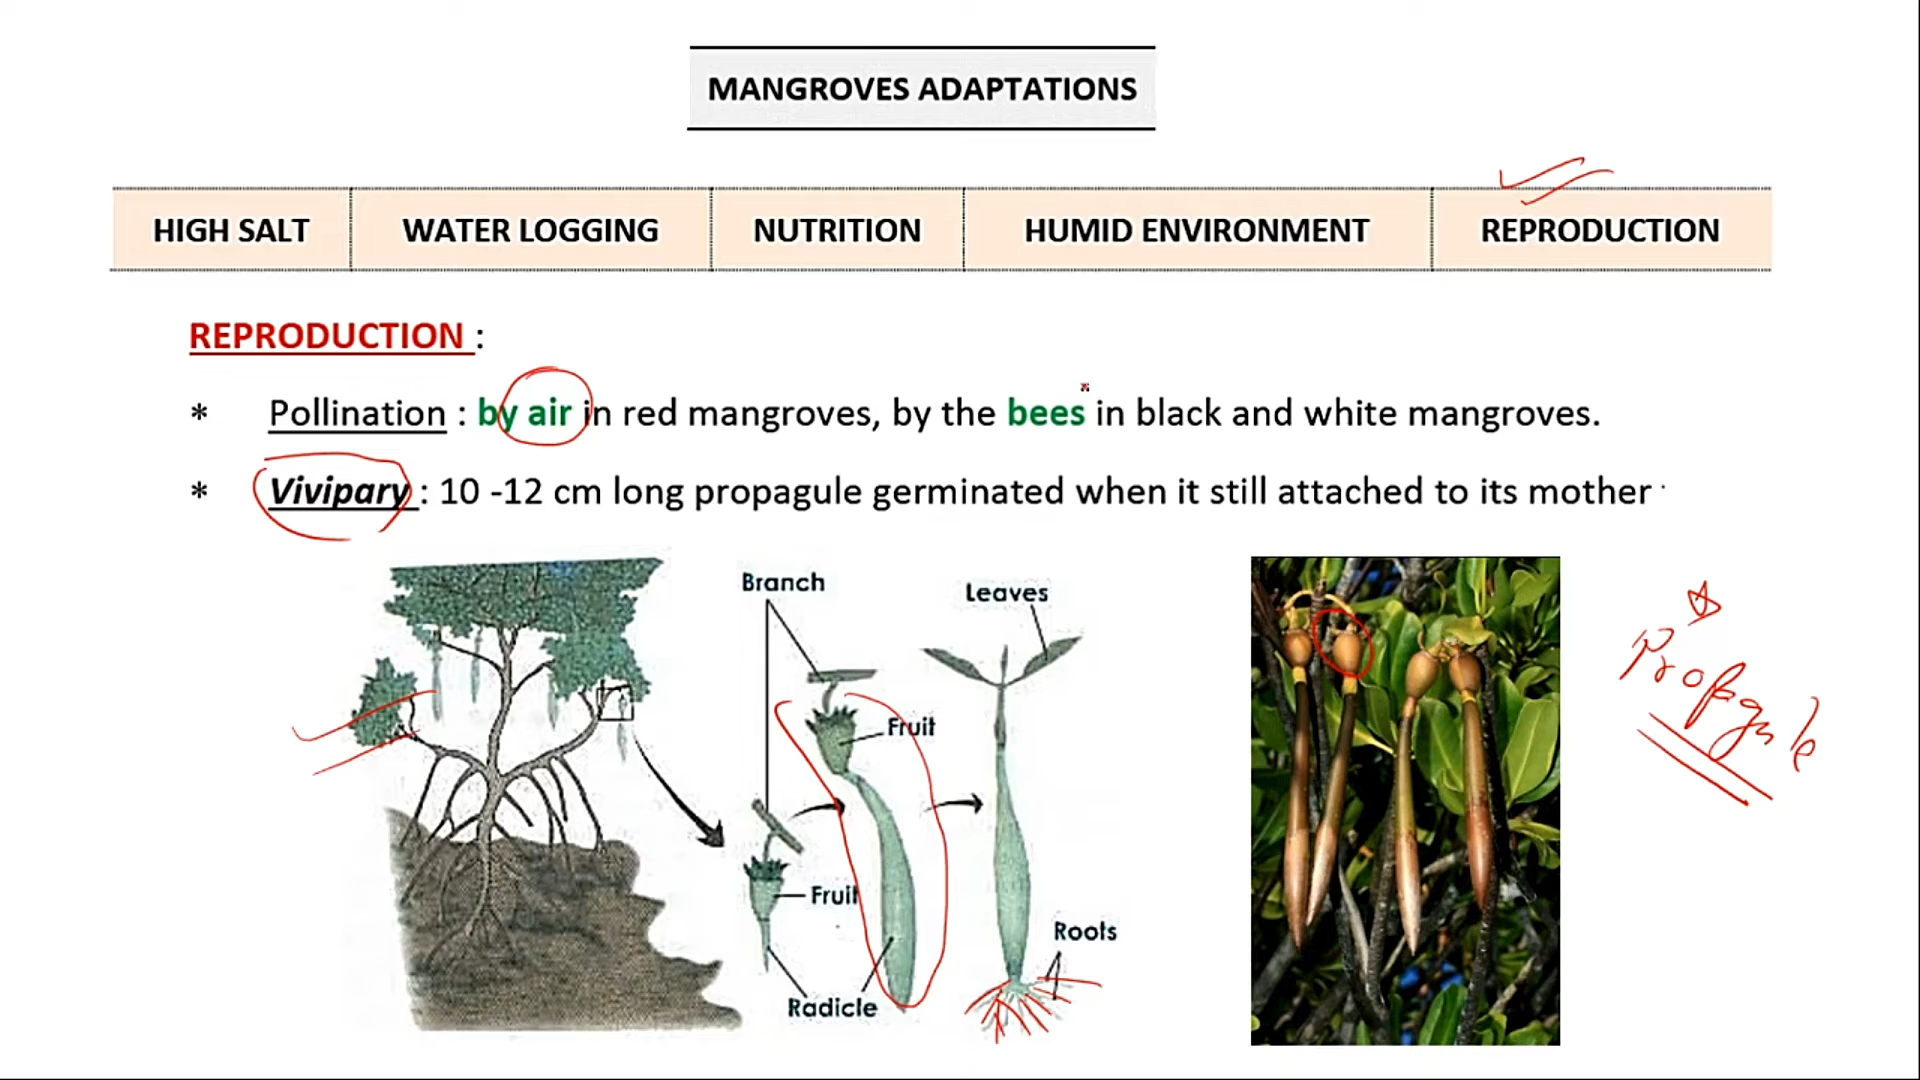 MANGROVES ADAPTATIONS
HIGH SALT WATER LOGGING NUTRITION HUMID ENVIRONMENT REPRODUCTION
REPRODUCTION :
* Pollination : by air in red mangroves, by the bees in black and white mangroves.
* Vivipary : 10 -12 cm long propagule germinated when it still attached to its mother
Branch
Leaves
Fruit
Fruit
Roots
Radicle
Propagule